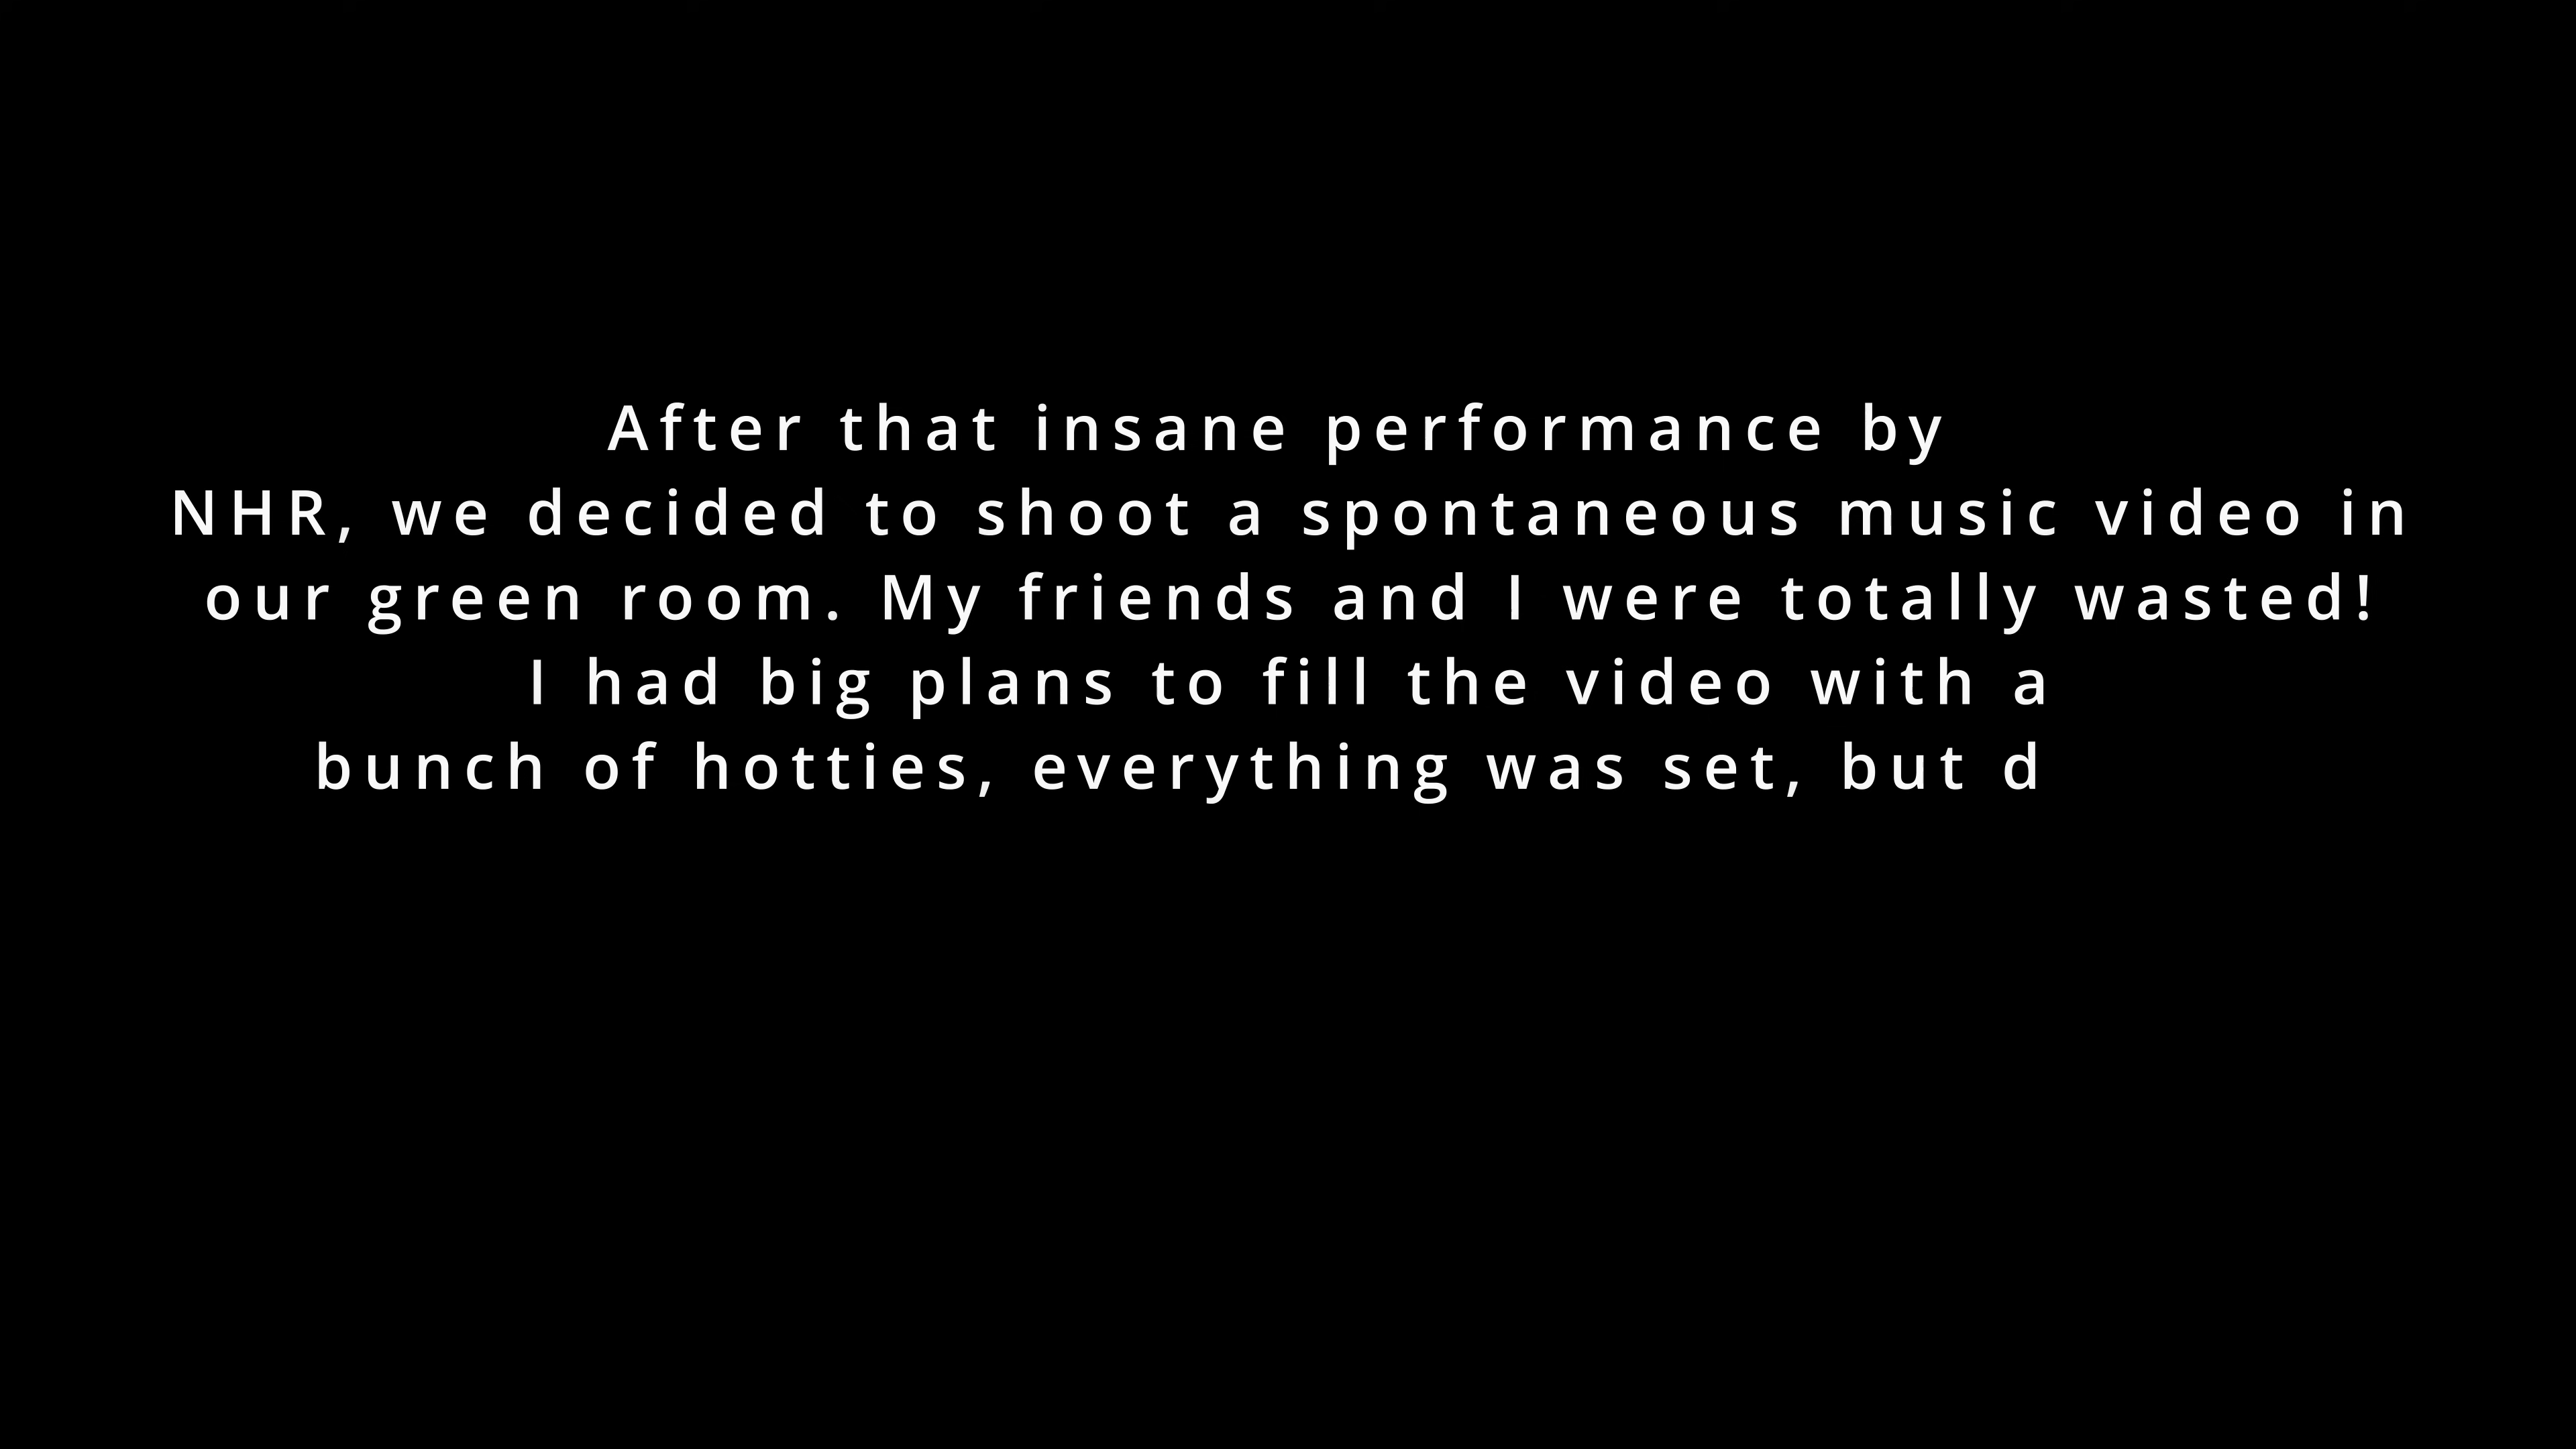 After that insane performance by
NHR, we decided to shoot a spontaneous music video in
our green room. My friends and I were totally wasted!
I had big plans to fill the video with a
bunch of hotties, everything was set, but d